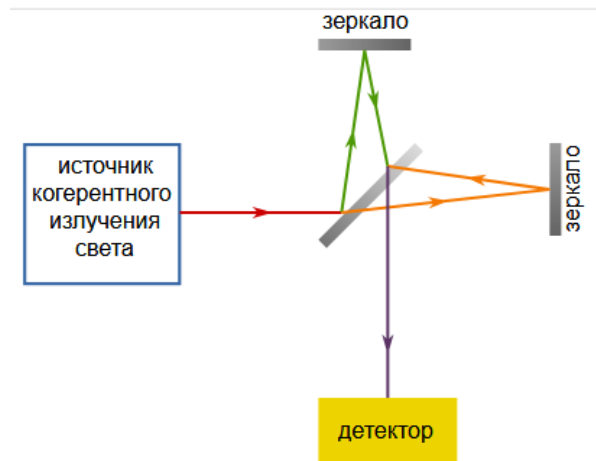 зеркало
источник
когерентного
излучения
света
зеркало
детектор